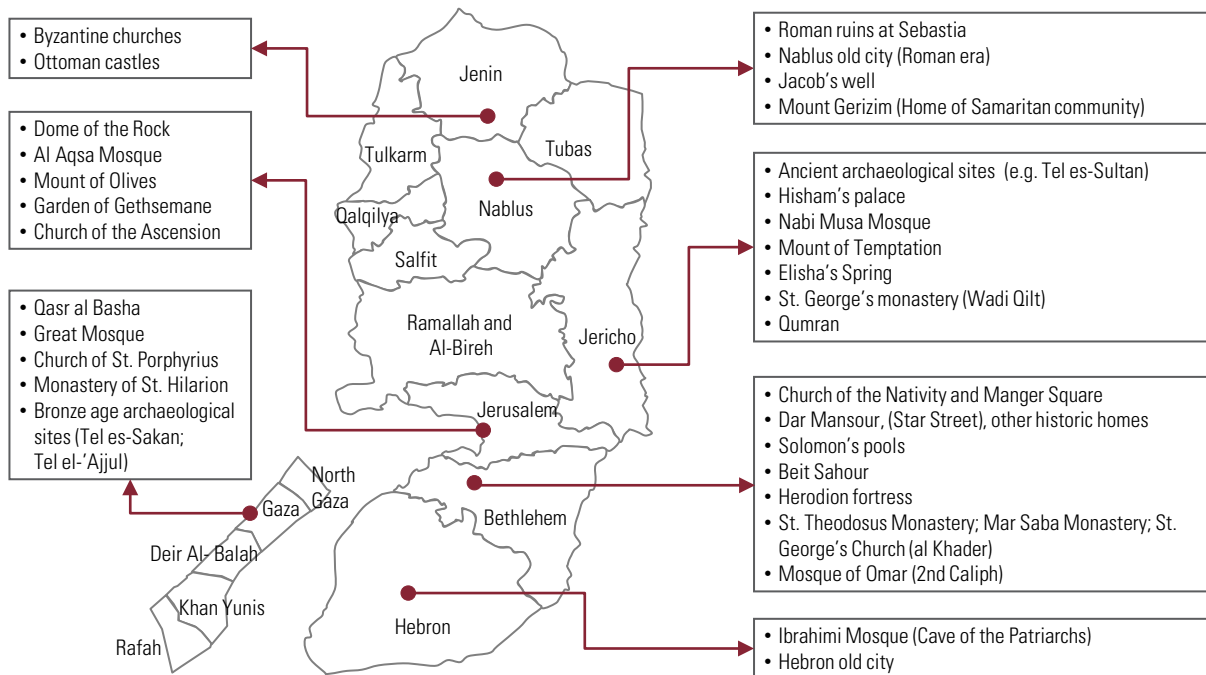 • Byzantine churches
• Ottoman castles
• Dome of the Rock
• Al Aqsa Mosque
• Mount of Olives
• Garden of Gethsemane
• Church of the Ascension
• Qasr al Basha
• Great Mosque
• Church of St. Porphyrius
• Monastery of St. Hilarion
• Bronze age archaeological
sites (Tel es-Sakan;
Tel el-'Ajjul)
Jenin
Tubas
Tulkarm
Nablus
Qalqilya
Salfit
Ramallah and
Al-Bireh
Jericho
Jerusalem
North
Gaza
Gaza
Bethlehem
Deir Al- Balah
Khan Yunis
Hebron
Rafah
• Roman ruins at Sebastia
• Nablus old city (Roman era)
• Jacob's well
• Mount Gerizim (Home of Samaritan community)
• Ancient archaeological sites (e.g. Tel es-Sultan)
• Hisham's palace
• Nabi Musa Mosque
• Mount of Temptation
• Elisha's Spring
• St. George's monastery (Wadi Qilt)
• Qumran
• Church of the Nativity and Manger Square
• Dar Mansour, (Star Street), other historic homes
• Solomon's pools
• Beit Sahour
• Herodion fortress
• St. Theodosus Monastery; Mar Saba Monastery; St.
George's Church (al Khader)
• Mosque of Omar (2nd Caliph)
• Ibrahimi Mosque (Cave of the Patriarchs)
• Hebron old city